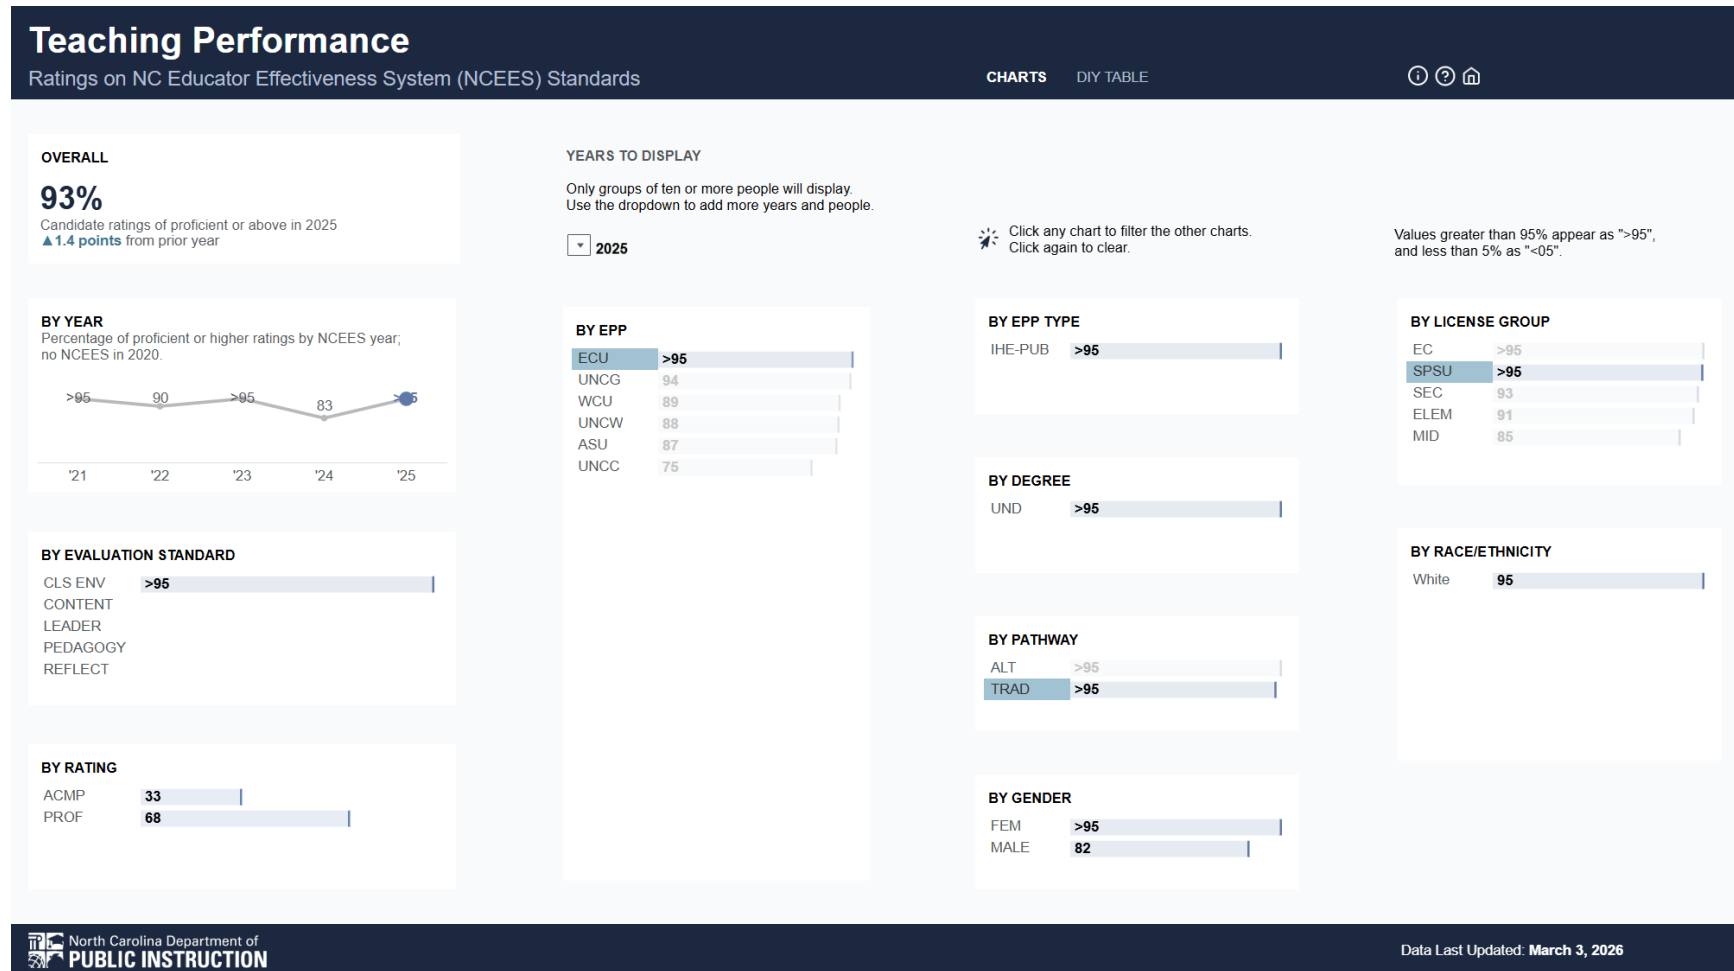 Teaching Performance
Ratings on NC Educator Effectiveness System (NCEES) Standards
CHARTS
DIY TABLE
OVERALL
93%
Candidate ratings of proficient or above in 2025
▲1.4 points from prior year
YEARS TO DISPLAY
Only groups of ten or more people will display.
Use the dropdown to add more years and people.
2025
Click any chart to filter the other charts.
Click again to clear.
Values greater than 95% appear as ">95",
and less than 5% as "<05".
BY YEAR
Percentage of proficient or higher ratings by NCEES year;
no NCEES in 2020.
>95 90 >95 83
'21 '22 '23 '24 '25
BY EVALUATION STANDARD
CLS ENV >95
CONTENT
LEADER
PEDAGOGY
REFLECT
BY RATING
ACMP 33
PROF 68
BY EPP
ECU >95
UNCG 94
WCU 89
UNCW 88
ASU 87
UNCC 75
BY EPP TYPE
IHE-PUB >95
BY DEGREE
UND >95
BY PATHWAY
ALT >95
TRAD >95
BY GENDER
FEM >95
MALE 82
BY LICENSE GROUP
EC >95
SPSU >95
SEC 93
ELEM 91
MID 85
BY RACE/ETHNICITY
White 95
North Carolina Department of
PUBLIC INSTRUCTION
Data Last Updated: March 3, 2026